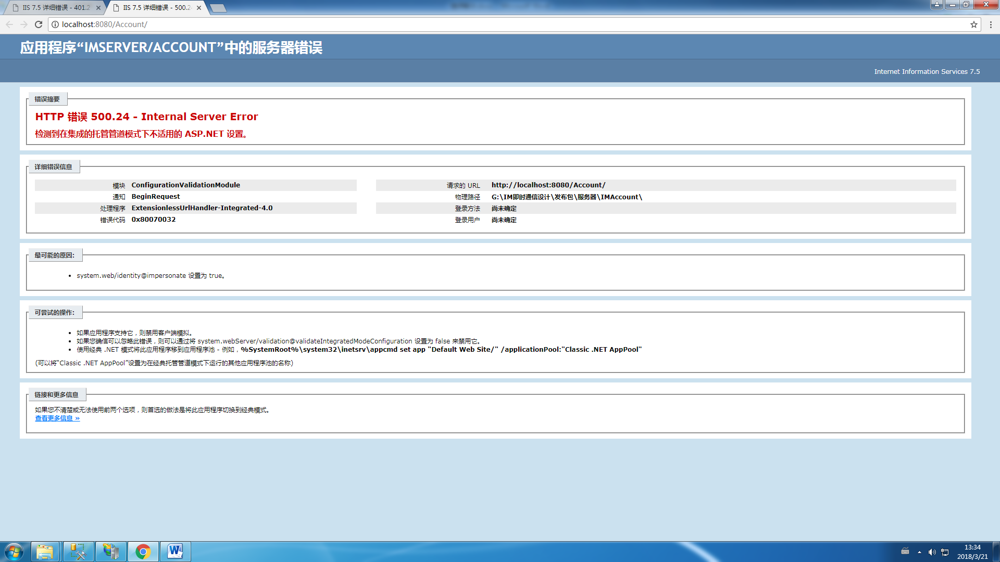 IIS 7.5 详细错误 - 401.2
IIS 7.5 详细错误 - 500.24
localhost:8080/Account/
应用程序“IMSERVER/ACCOUNT”中的服务器错误
Internet Information Services 7.5
错误摘要
HTTP 错误 500.24 - Internal Server Error
检测到在集成的托管管道模式下不适用的 ASP.NET 设置。
详细错误信息
模块 ConfigurationValidationModule
通知 BeginRequest
处理程序 ExtensionlessUrlHandler-Integrated-4.0
错误代码 0x80070032
请求的 URL http://localhost:8080/Account/
物理路径 G:\IM即时通信设计\发布包\服务器\IMAccount\
登录方法 尚未确定
登录用户 尚未确定
最可能的原因:
• system.web/identity@impersonate 设置为 true。
可尝试的操作:
• 如果应用程序支持它，则禁用客户端模拟。
• 如果您确信可以忽略此错误，则可以通过将 system.webServer/validation@validateIntegratedModeConfiguration 设置为 false 来禁用它。
• 使用经典 .NET 模式将此应用程序移到应用程序池 - 例如，%SystemRoot%\system32\inetsrv\appcmd set app "Default Web Site/" /applicationPool:"Classic .NET AppPool"
(可以将“Classic .NET AppPool”设置为在经典托管管道模式下运行的其他应用程序池的名称)
链接和更多信息
如果您不清楚或无法使用前两个选项，则首选的做法是将此应用程序切换到经典模式。
查看更多信息 »
13:34
2018/3/21